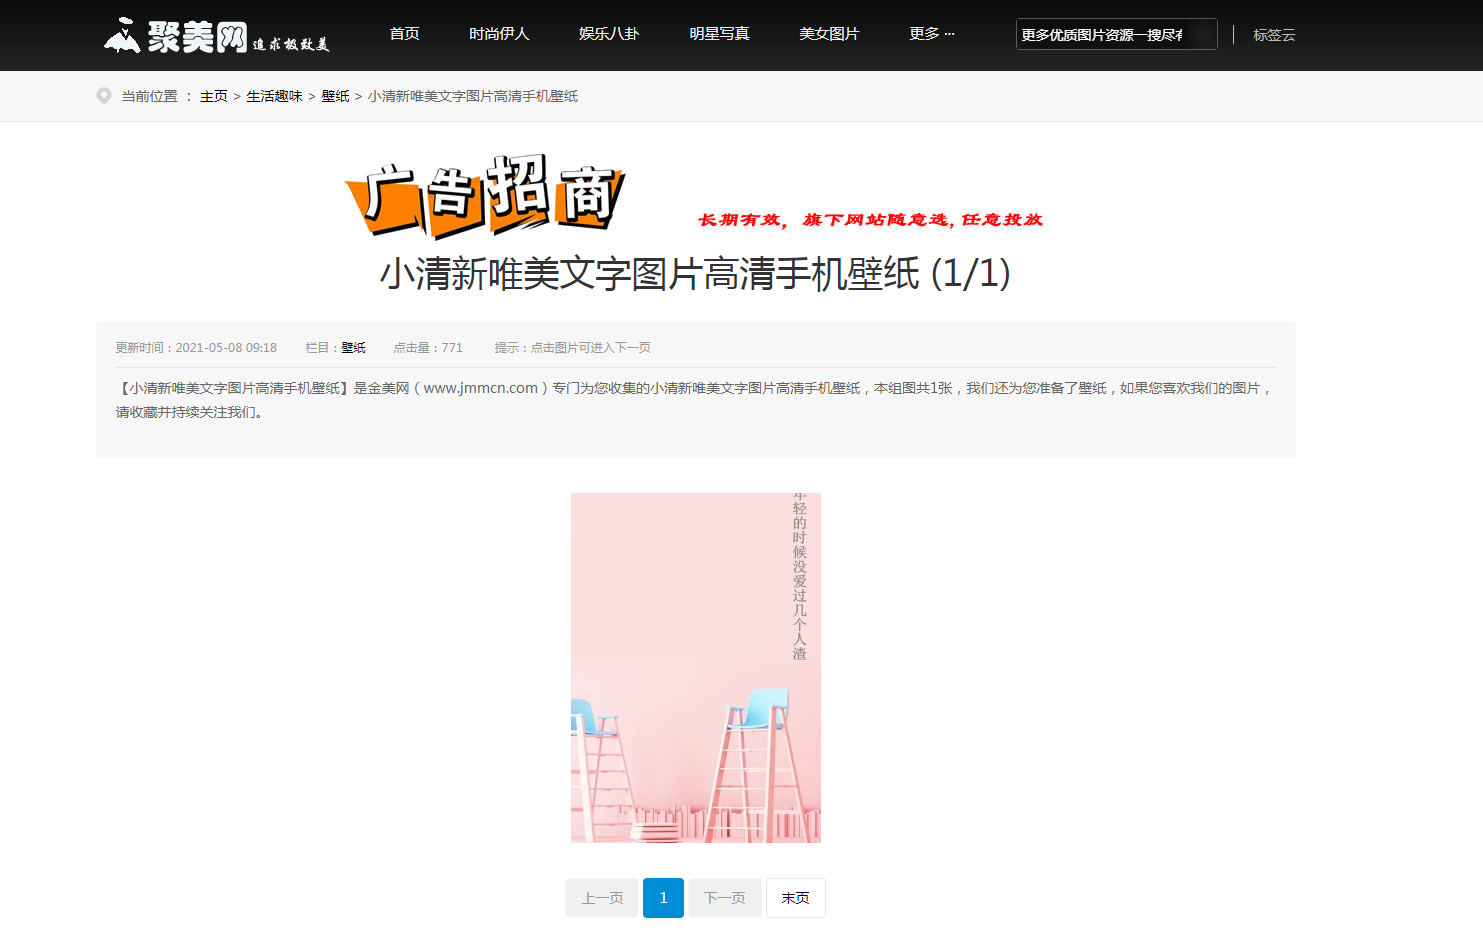 聚美网 追求极致美
首页 时尚伊人 娱乐八卦 明星写真 美女图片 更多 ···
更多优质图片资源一搜尽有
标签云
当前位置 ： 主页 > 生活趣味 > 壁纸 > 小清新唯美文字图片高清手机壁纸
广告招商
长期有效，旗下网站随意选，任意投放
小清新唯美文字图片高清手机壁纸 (1/1)
更新时间：2021-05-08 09:18 栏目：壁纸 点击量：771 提示：点击图片可进入下一页
【小清新唯美文字图片高清手机壁纸】是金美网（www.jmmcn.com）专门为您收集的小清新唯美文字图片高清手机壁纸，本组图共1张，我们还为您准备了壁纸，如果您喜欢我们的图片，
请收藏并持续关注我们。
年轻的时候没爱过几个人渣
上一页 1 下一页 末页